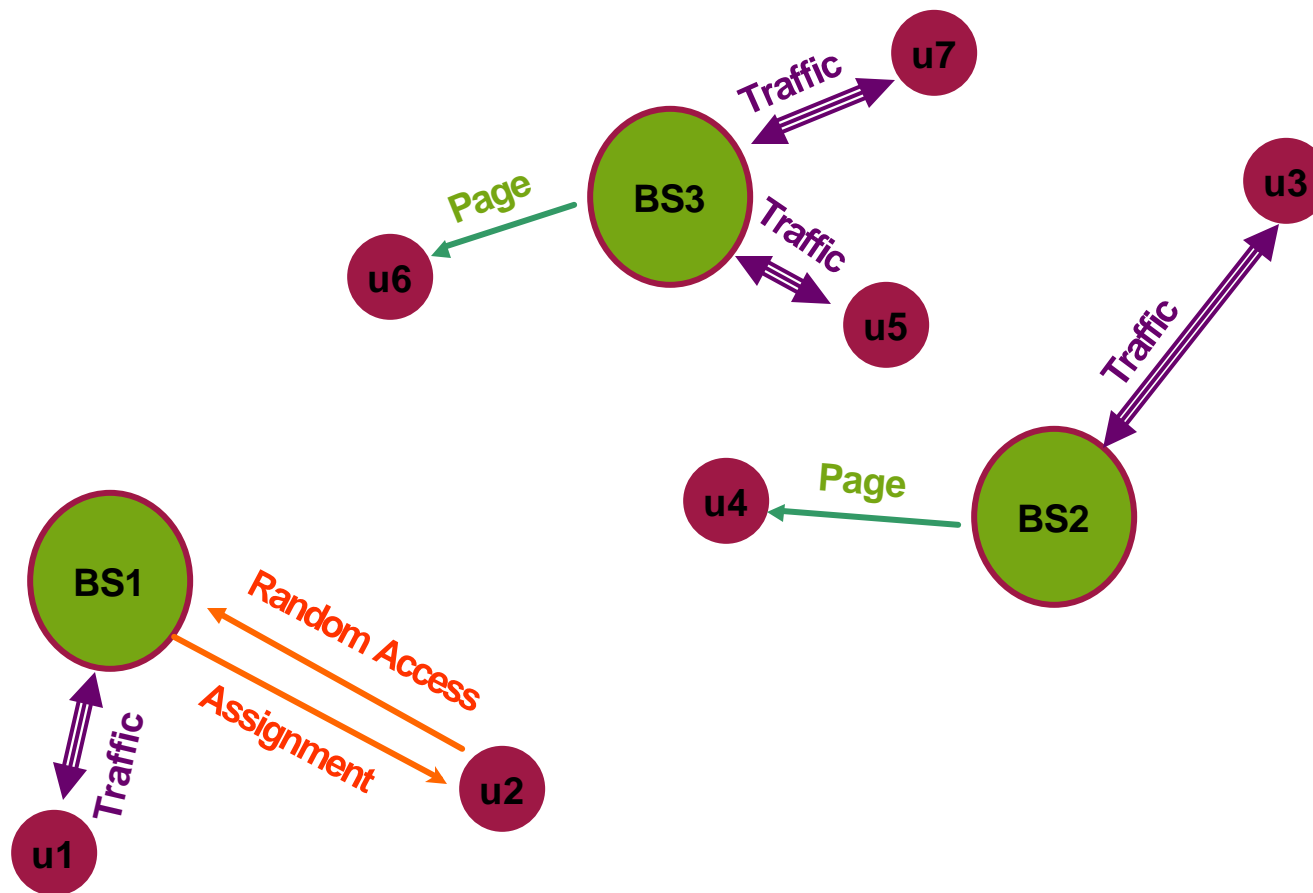 u7
Traffic
BS3
u3
Page
Traffic
u6
u5
Traffic
Page
u4
BS2
BS1
Random Access
Assignment
Traffic
u2
u1